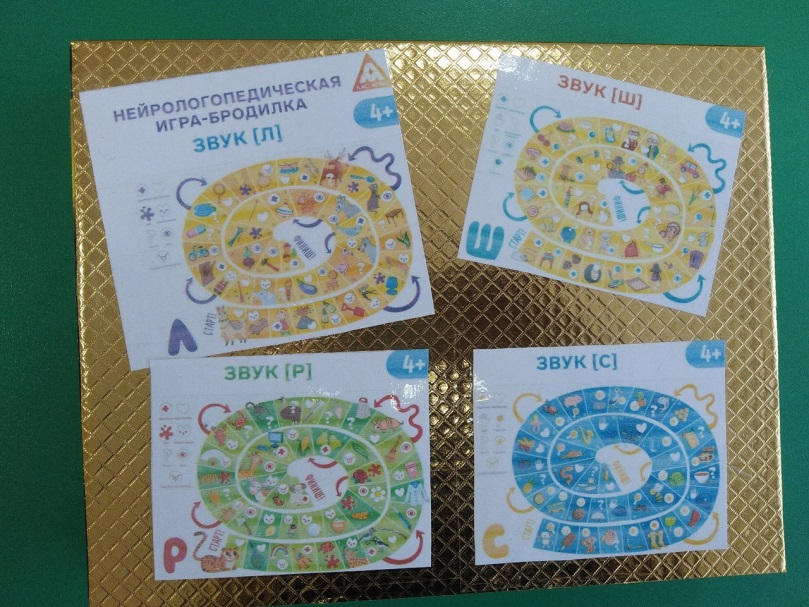 НЕЙРОЛОГОПЕДИЧЕСКАЯ
ИГРА-БРОДИЛКА
ЗВУК [Л]
4+
ФИНИШ!
СТАРТ!
Л
ЗВУК [Ш]
4+
ФИНИШ!
СТАРТ!
Ш
ЗВУК [Р]
4+
ФИНИШ!
СТАРТ!
Р
ЗВУК [С]
4+
ФИНИШ!
СТАРТ!
С